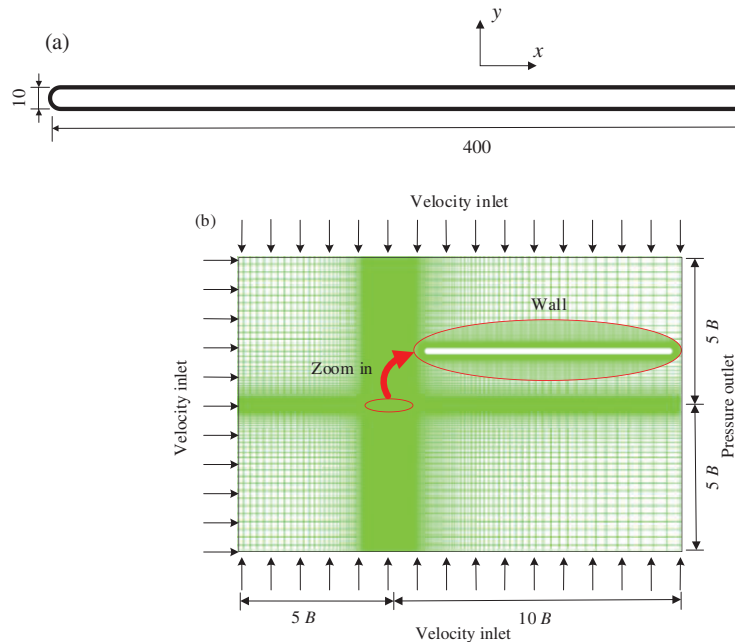 (a)
y
x
10
400
(b)
Velocity inlet
Wall
Zoom in
5 B
Velocity inlet
Pressure outlet
5 B
5 B
10 B
Velocity inlet